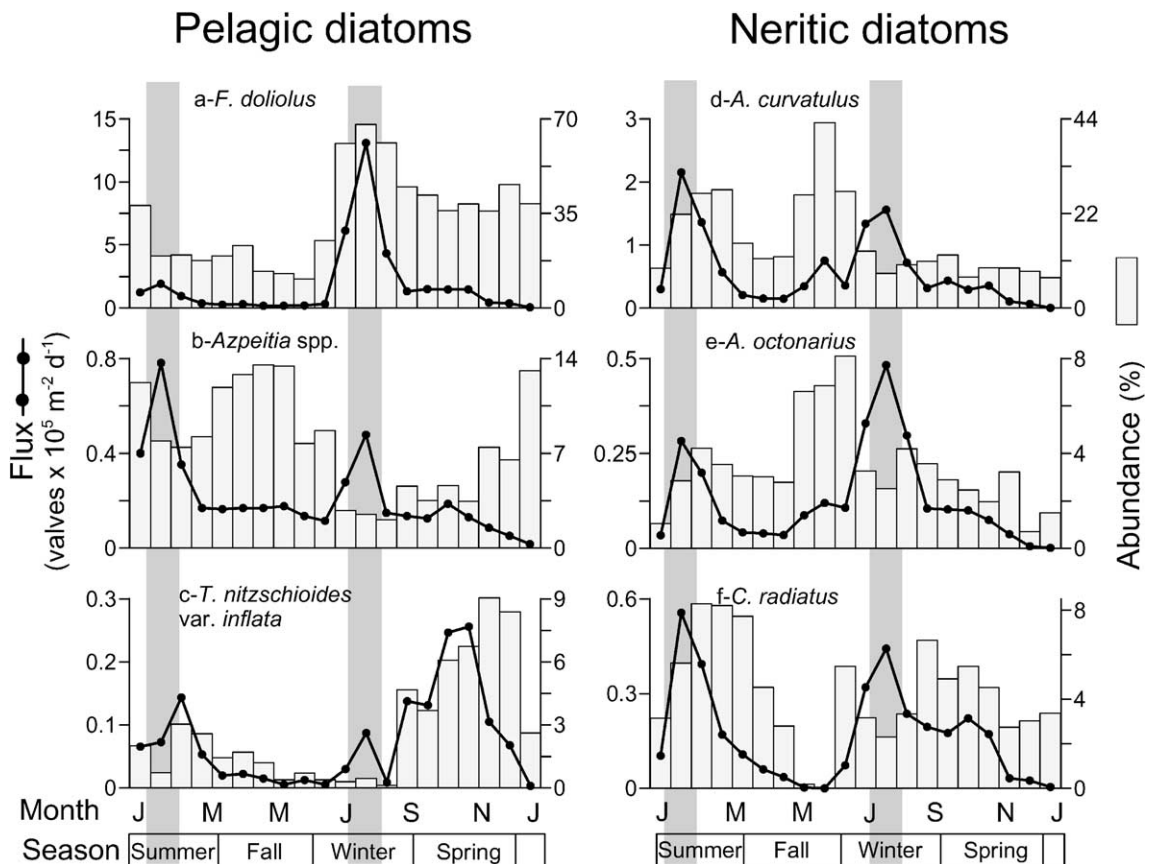 Pelagic diatoms
Neritic diatoms
a-F. doliolus
15
10
5
0
70
35
0
d-A. curvatulus
3
2
1
0
44
22
0
b-Azpeitia spp.
0.8
0.4
0
14
7
0
e-A. octonarius
0.5
0.25
0
8
4
0
c-T. nitzschioides
var. inflata
0.3
0.2
0.1
0
9
6
3
0
f-C. radiatus
0.6
0.3
0
8
4
0
Flux
(valves x 10⁵ m⁻² d⁻¹)
Abundance (%)
Month J M M J S N J J M M J S N J
Season Summer Fall Winter Spring Summer Fall Winter Spring